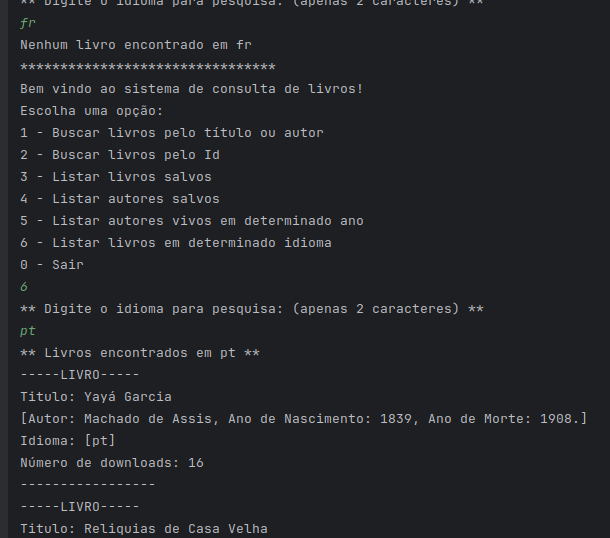 ** Digite o idioma para pesquisa: (apenas 2 caracteres) **
fr
Nenhum livro encontrado em fr
********************************
Bem vindo ao sistema de consulta de livros!
Escolha uma opção:
1 - Buscar livros pelo título ou autor
2 - Buscar livros pelo Id
3 - Listar livros salvos
4 - Listar autores salvos
5 - Listar autores vivos em determinado ano
6 - Listar livros em determinado idioma
0 - Sair
6
** Digite o idioma para pesquisa: (apenas 2 caracteres) **
pt
** Livros encontrados em pt **
-----LIVRO-----
Titulo: Yayá Garcia
[Autor: Machado de Assis, Ano de Nascimento: 1839, Ano de Morte: 1908.]
Idioma: [pt]
Número de downloads: 16
-----------------
-----LIVRO-----
Titulo: Reliquias de Casa Velha